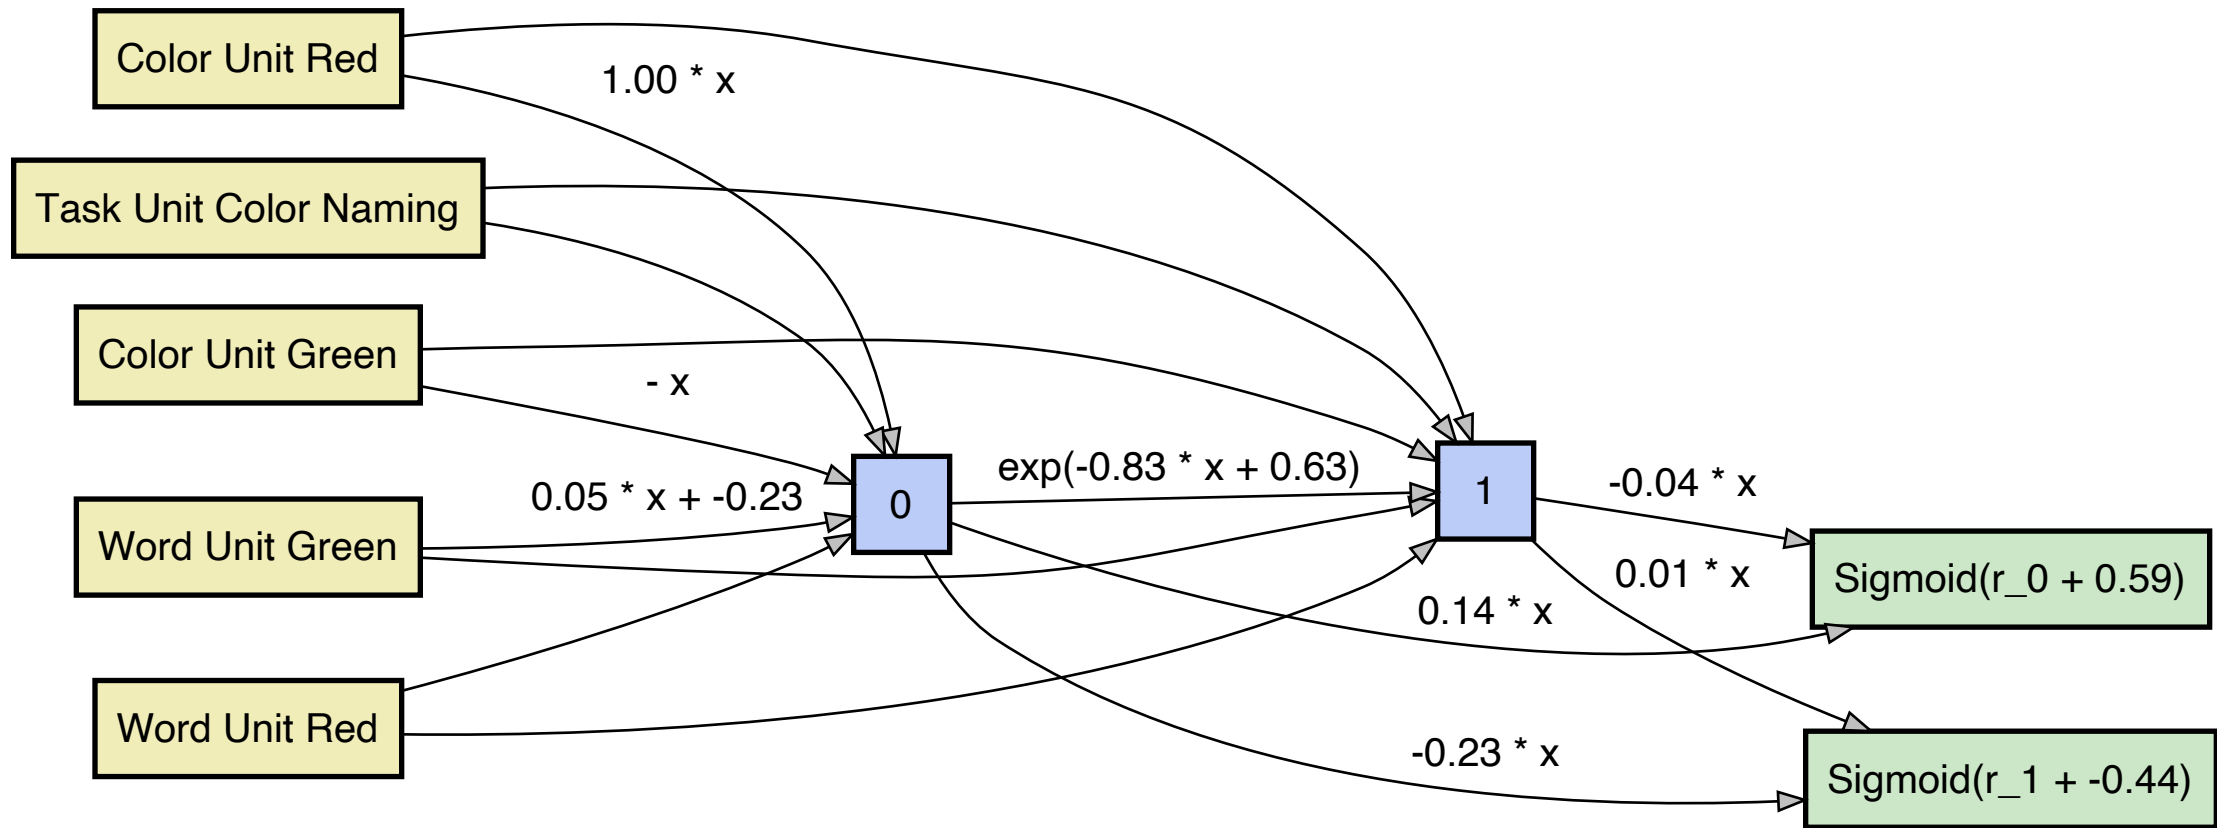 Color Unit Red
1.00 * x
Task Unit Color Naming
Color Unit Green
- x
Word Unit Green
0.05 * x + -0.23
0
exp(-0.83 * x + 0.63)
1
-0.04 * x
0.01 * x
Sigmoid(r_0 + 0.59)
0.14 * x
Word Unit Red
-0.23 * x
Sigmoid(r_1 + -0.44)